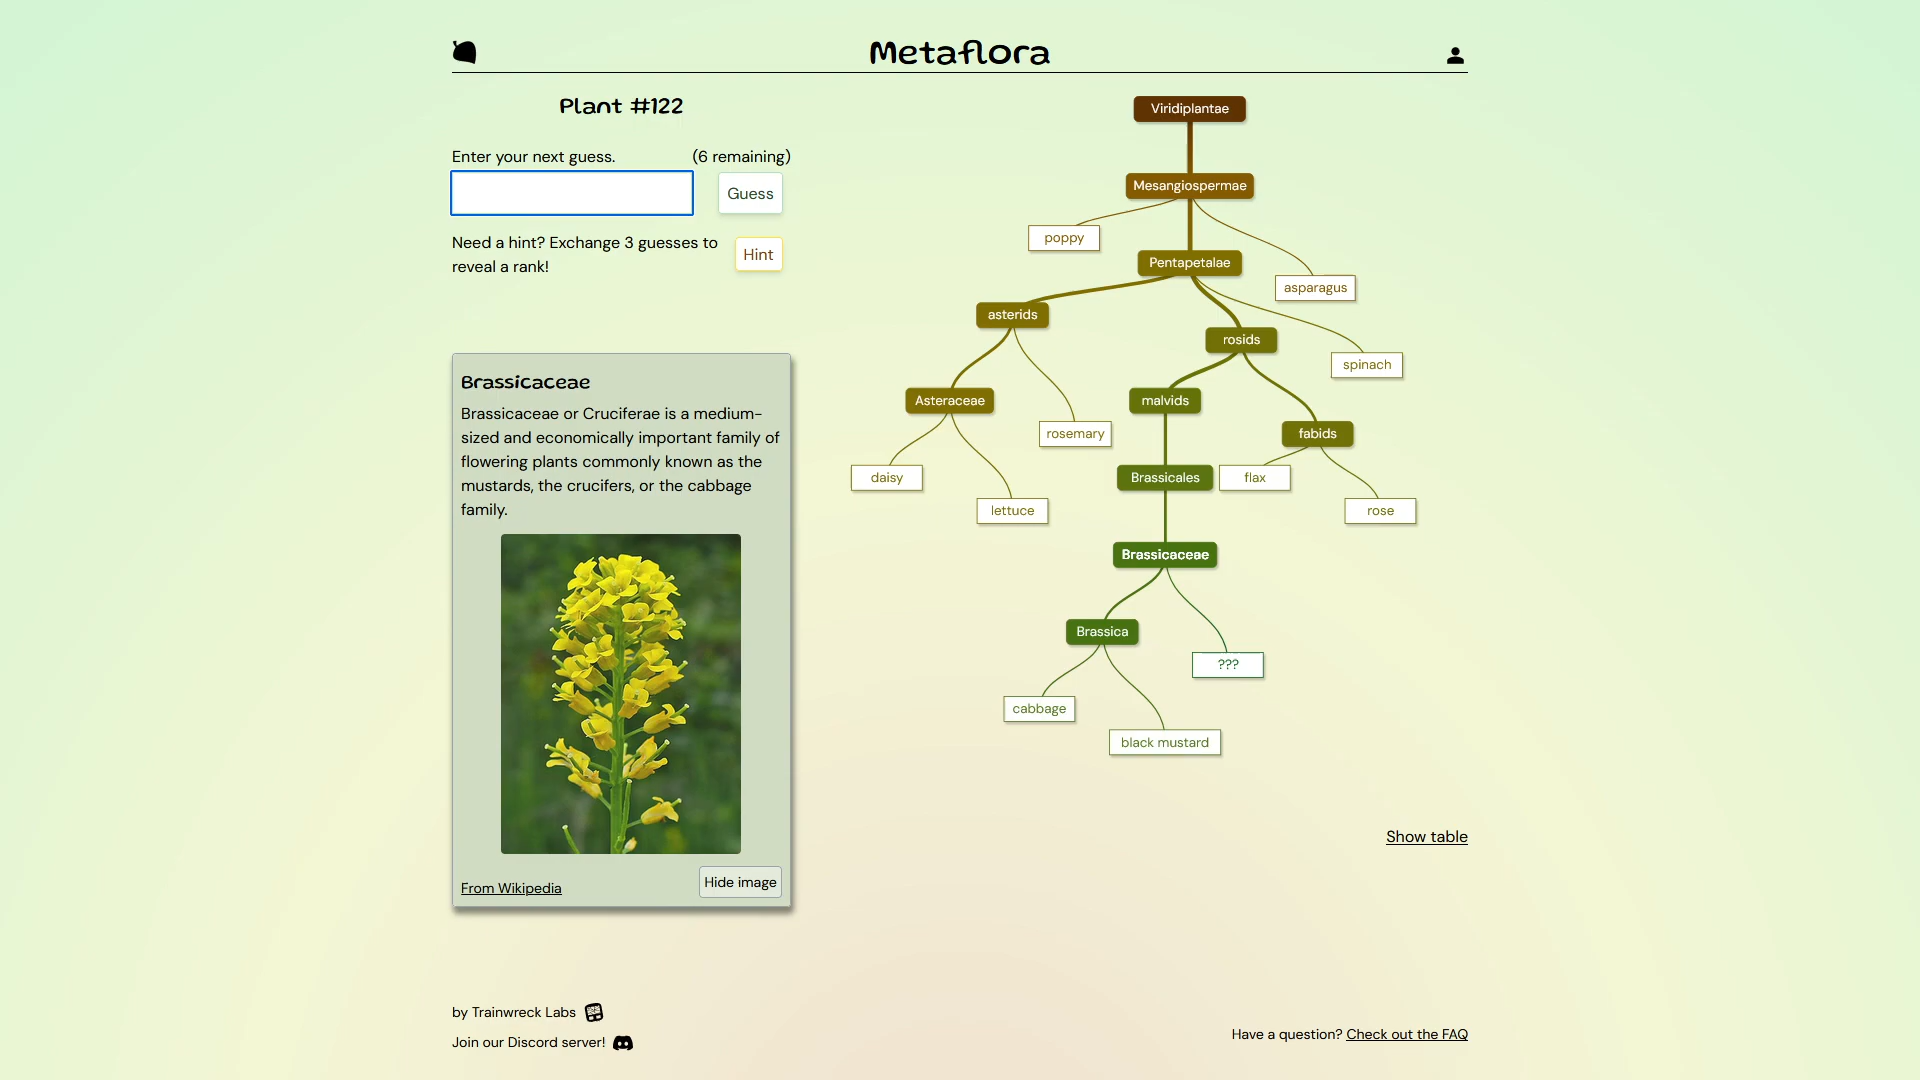 Metaflora
Plant #122
Enter your next guess.
(6 remaining)
Guess
Need a hint? Exchange 3 guesses to
reveal a rank!
Hint
Brassicaceae
Brassicaceae or Cruciferae is a medium-
sized and economically important family of
flowering plants commonly known as the
mustards, the crucifers, or the cabbage
family.
From Wikipedia
Hide image
Viridiplantae
Mesangiospermae
poppy
Pentapetalae
asparagus
asterids
rosids
spinach
Asteraceae
malvids
rosemary
fabids
daisy
Brassicales
flax
lettuce
rose
Brassicaceae
Brassica
???
cabbage
black mustard
Show table
by Trainwreck Labs
Join our Discord server!
Have a question? Check out the FAQ